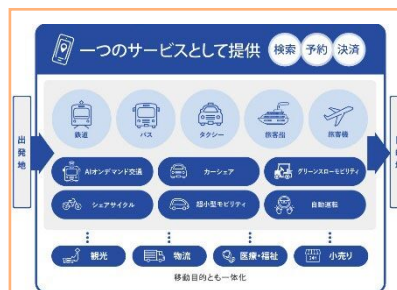 一つのサービスとして提供 検索 予約 決済
出発地
鉄道 バス タクシー 旅客船 旅客機
AIオンデマンド交通 カーシェア グリーンスローモビリティ
シェアサイクル 超小型モビリティ 自動運転
観光 物流 医療・福祉 小売り
移動目的とも一体化